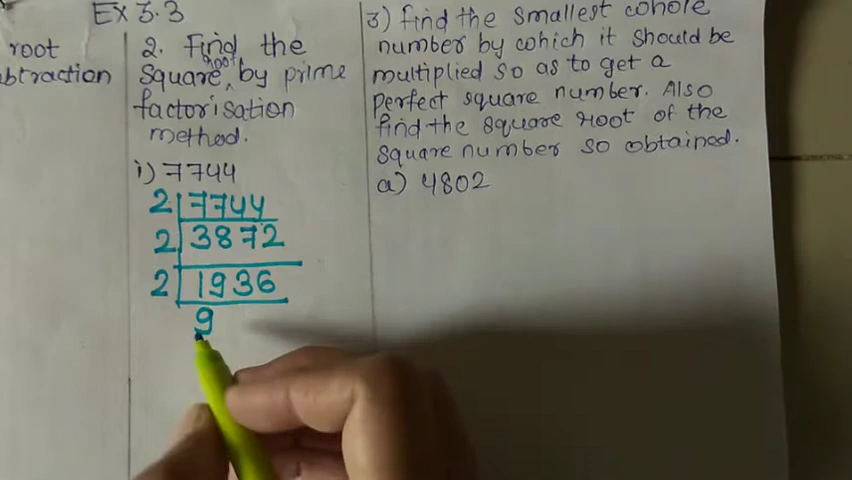 Ex 3.3
root
btraction
2. Find the
Square root by prime
factorisation
method.
i) 7744
2 | 7744
2 | 3872
2 | 1936
9
3) find the smallest whole
number by which it should be
multiplied so as to get a
perfect square number. Also
find the square root of the
square number so obtained.
a) 4802